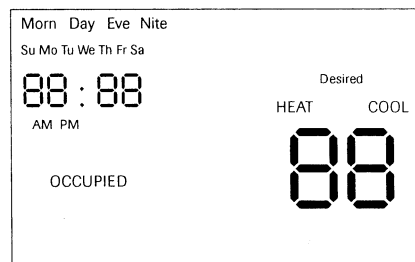 Morn Day Eve Nite
Su Mo Tu We Th Fr Sa
88:88
AM PM
OCCUPIED
Desired
HEAT COOL
88